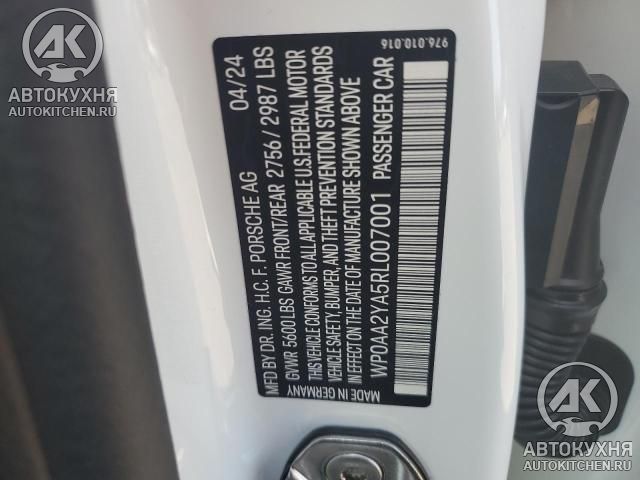 976.010.016
MFD BY DR. ING. H.C. F. PORSCHE AG 04/24
GVWR 5600 LBS GAWR FRONT/REAR 2756 / 2987 LBS
THIS VEHICLE CONFORMS TO ALL APPLICABLE U.S. FEDERAL MOTOR
VEHICLE SAFETY, BUMPER, AND THEFT PREVENTION STANDARDS
IN EFFECT ON THE DATE OF MANUFACTURE SHOWN ABOVE
WP0AA2YA5RL007001 PASSENGER CAR
MADE IN GERMANY
АК
АВТОКУХНЯ
AUTOKITCHEN.RU
АК
АВТОКУХНЯ
AUTOKITCHEN.RU